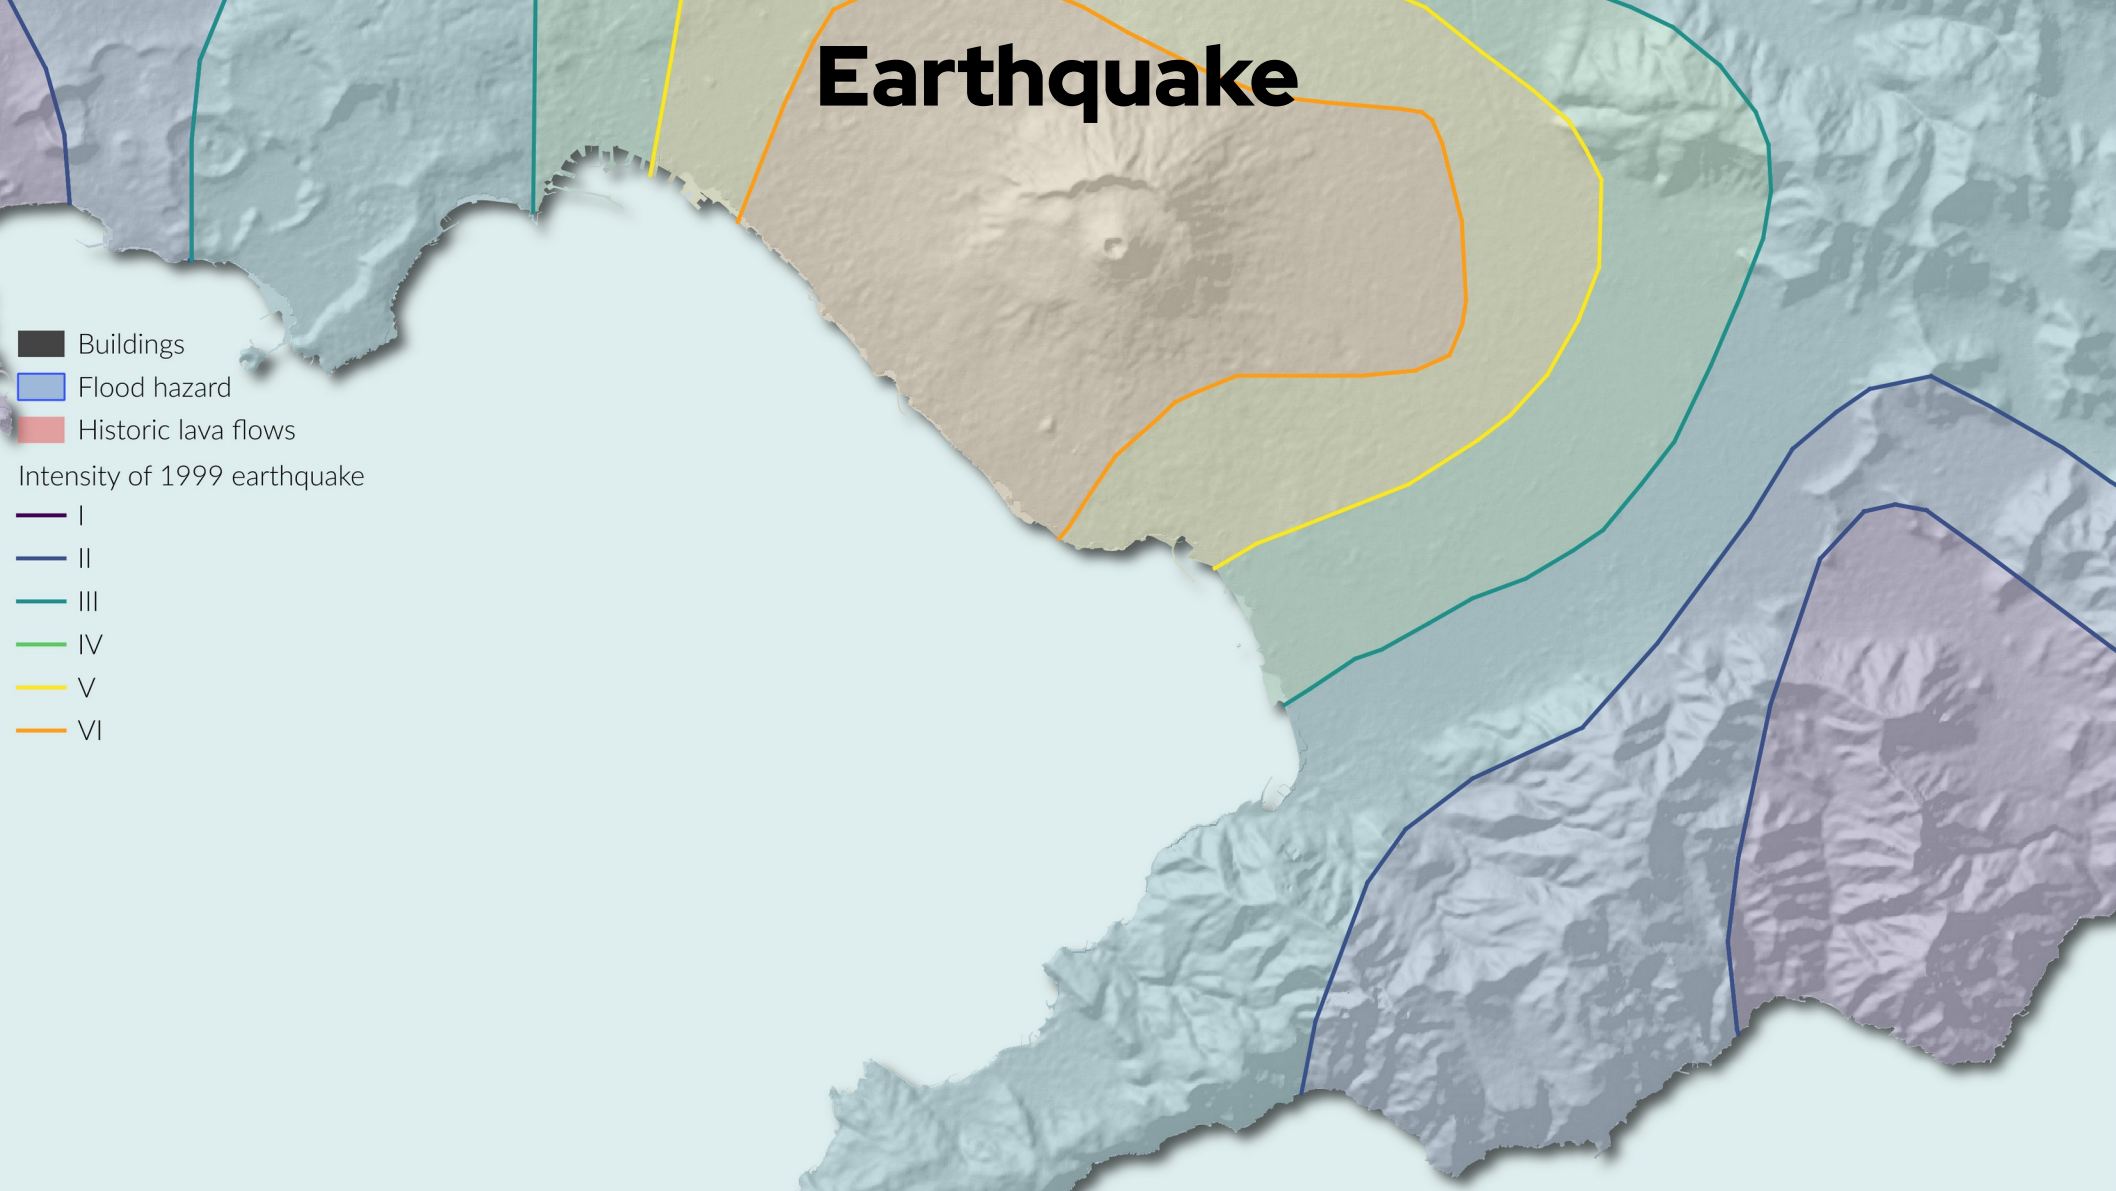 Earthquake
Buildings
Flood hazard
Historic lava flows
Intensity of 1999 earthquake
I
II
III
IV
V
VI